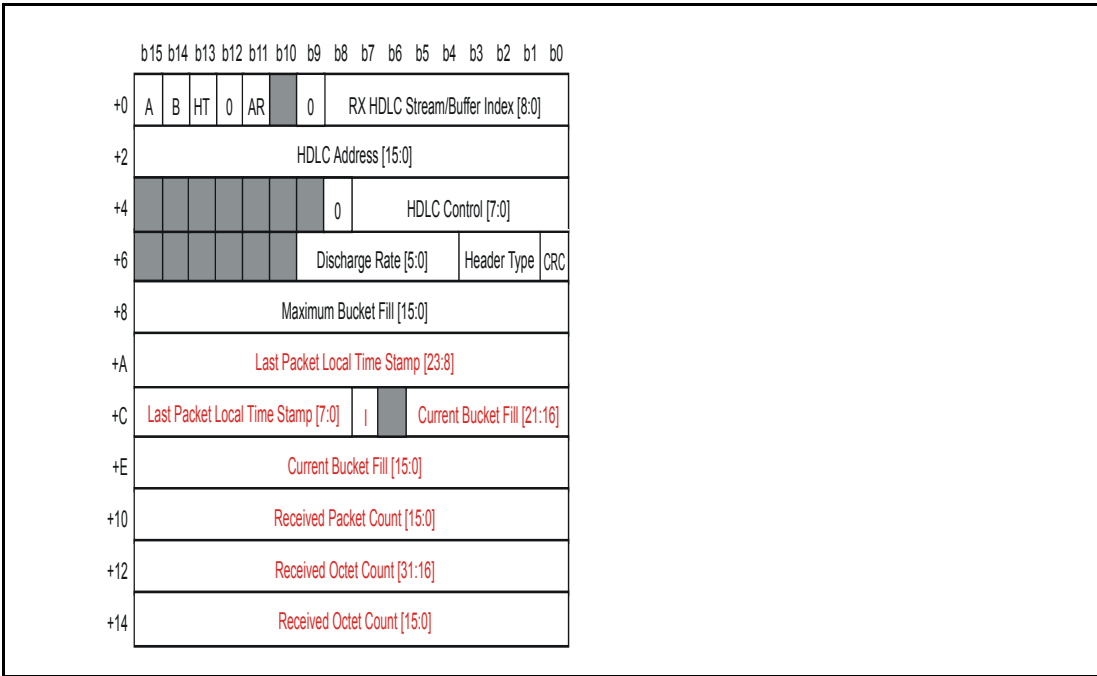 b15 b14 b13 b12 b11 b10 b9 b8 b7 b6 b5 b4 b3 b2 b1 b0
+0 A B HT 0 AR 0 RX HDLC Stream/Buffer Index [8:0]
+2 HDLC Address [15:0]
+4 0 HDLC Control [7:0]
+6 Discharge Rate [5:0] Header Type CRC
+8 Maximum Bucket Fill [15:0]
+A Last Packet Local Time Stamp [23:8]
+C Last Packet Local Time Stamp [7:0] I Current Bucket Fill [21:16]
+E Current Bucket Fill [15:0]
+10 Received Packet Count [15:0]
+12 Received Octet Count [31:16]
+14 Received Octet Count [15:0]